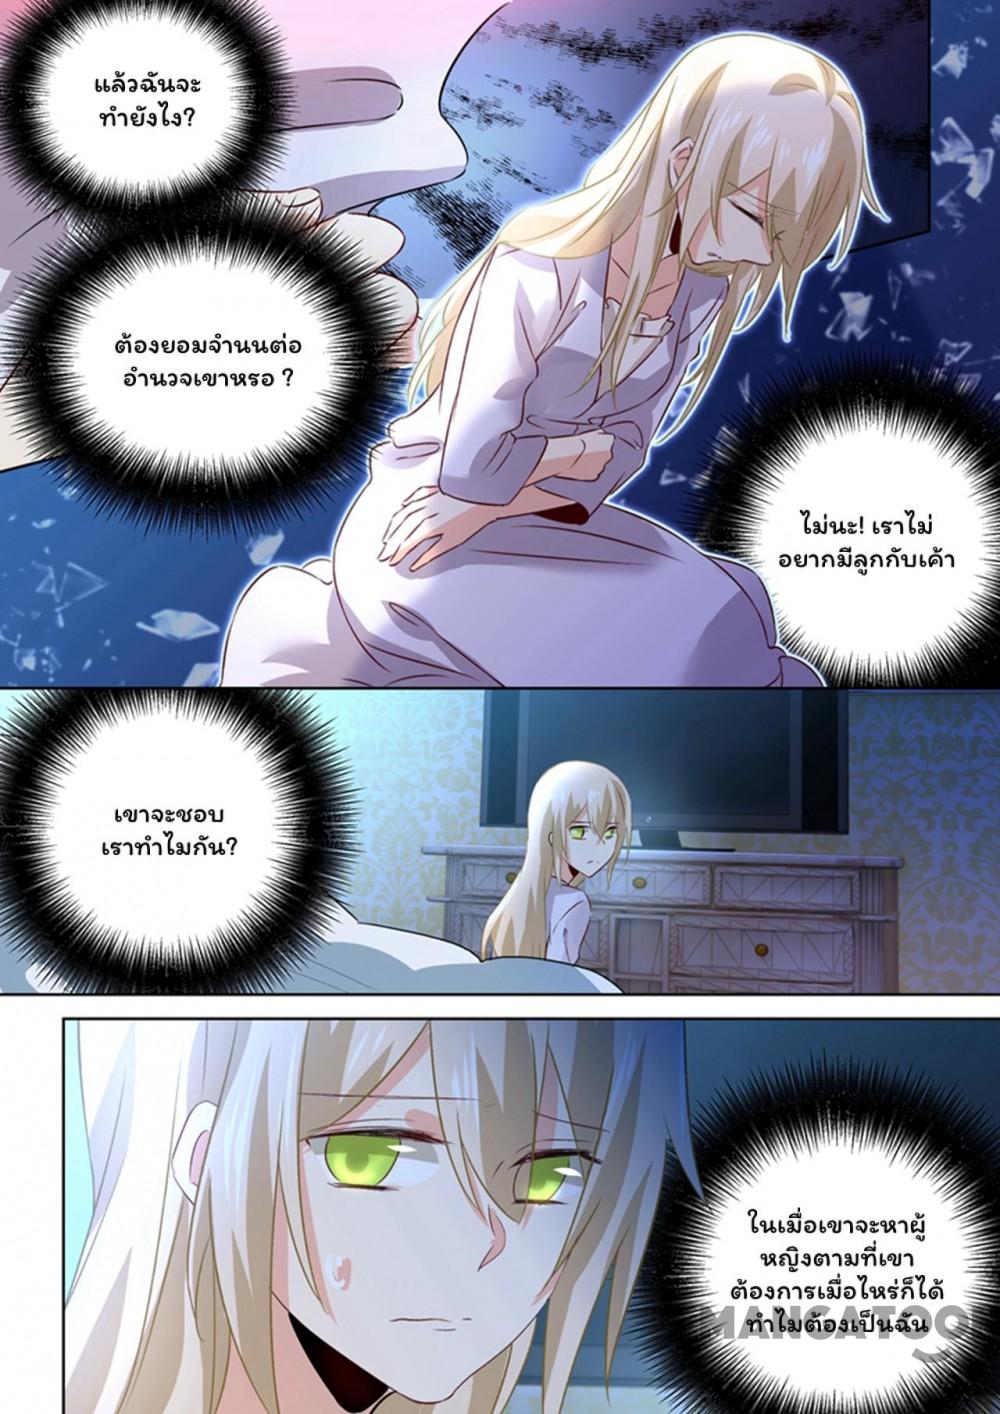 แล้วฉันจะ
ทำยังไง?
ต้องยอมจำนนต่อ
อำนวจเขาหรอ ?
ไม่นะ! เราไม่
อยากมีลูกกับเค้า
เขาจะชอบ
เราทำไมกัน?
ในเมื่อเขาจะหาผู้
หญิงตามที่เขา
ต้องการเมื่อไหร่ก็ได้
ทำไมต้องเป็นฉัน
MANGATOON